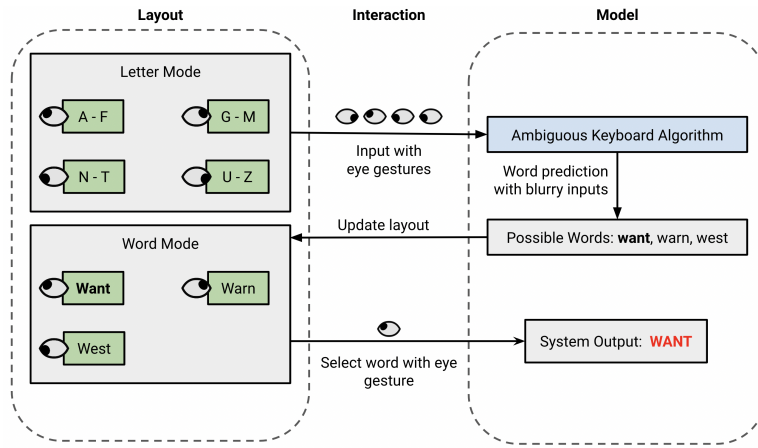 Layout
Interaction
Model
Letter Mode
A - F
G - M
N - T
U - Z
Input with
eye gestures
Ambiguous Keyboard Algorithm
Word prediction
with blurry inputs
Update layout
Possible Words: want, warn, west
Word Mode
Want
Warn
West
Select word with eye
gesture
System Output: WANT